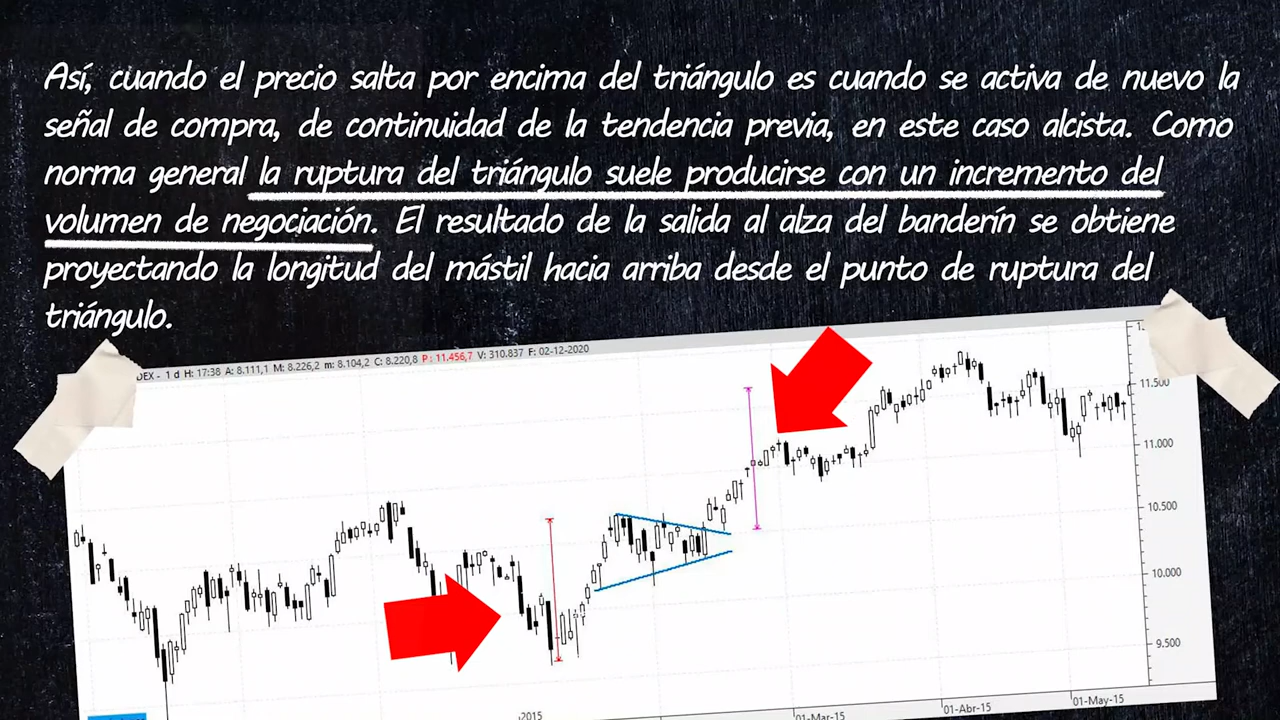 Así, cuando el precio salta por encima del triángulo es cuando se activa de nuevo la
señal de compra, de continuidad de la tendencia previa, en este caso alcista. Como
norma general la ruptura del triángulo suele producirse con un incremento del
volumen de negociación. El resultado de la salida al alza del banderín se obtiene
proyectando la longitud del mástil hacia arriba desde el punto de ruptura del
triángulo.
DEX - 1 d H: 17:38 A: 8.111,1 M: 8.226,2 m: 8.104,2 C: 8.220,8 P: 11.456,7 V: 310.837 F: 02-12-2020
11.500
11.000
10.500
10.000
9.500
2015
01-Mar-15
01-Abr-15
01-May-15